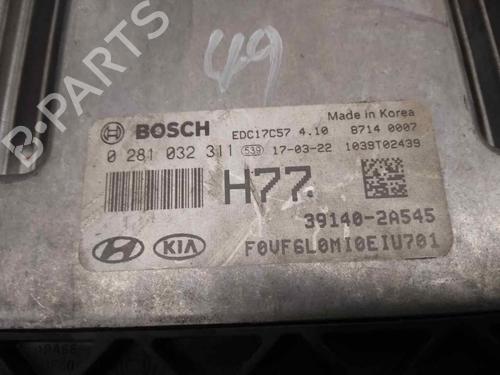 49
BOSCH EDC17C57 4.10 Made in Korea 8714 0007
0 281 032 311 539 17-03-22 1039T02439
H77.
39140-2A545
HYUNDAI KIA F0VF6L0MI0EIU701
B-PARTS